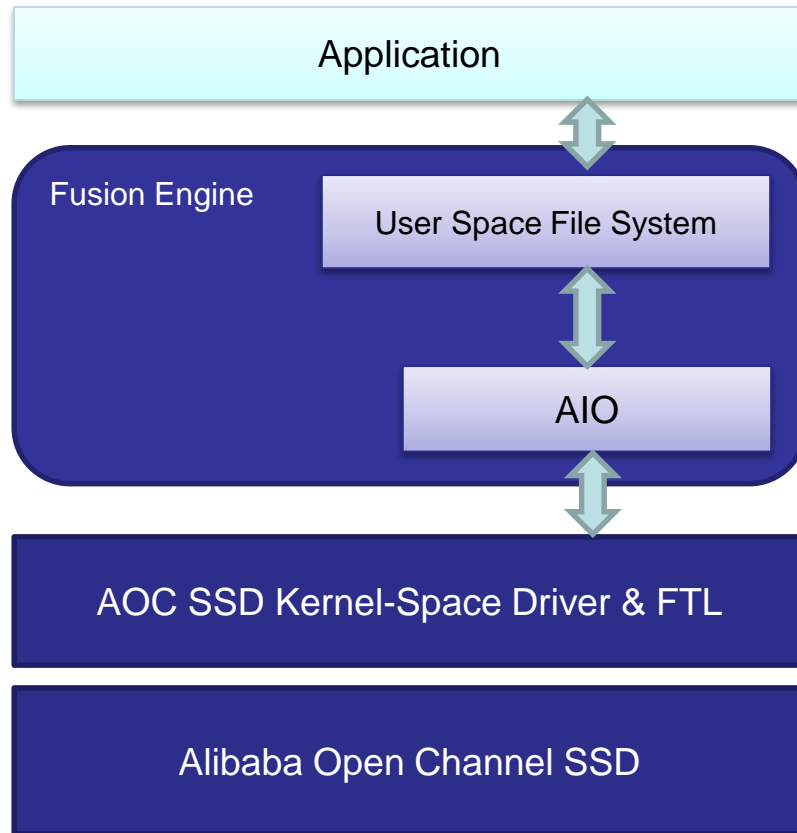 Application
Fusion Engine
User Space File System
AIO
AOC SSD Kernel-Space Driver & FTL
Alibaba Open Channel SSD